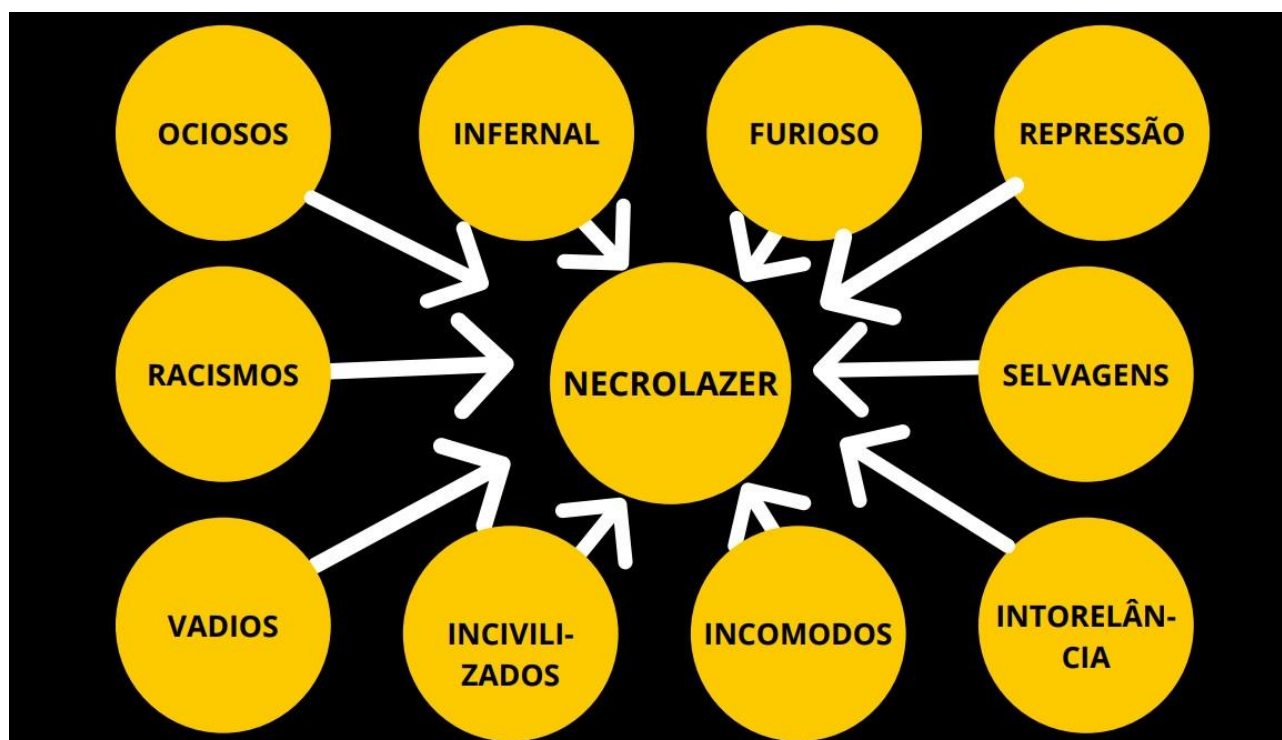 OCIOSOS
INFERNAL
FURIOSO
REPRESSÃO
RACISMOS
NECROLAZER
SELVAGENS
VADIOS
INCIVILI-
ZADOS
INCOMODOS
INTORELÂN-
CIA